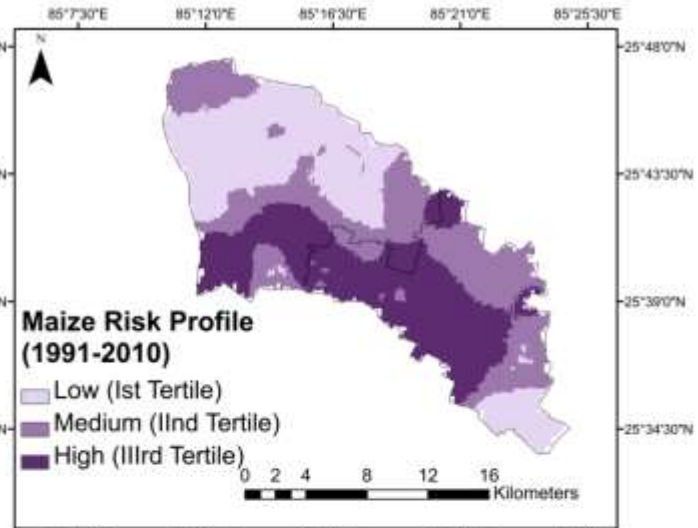 85°7'30"E 85°12'0"E 85°16'30"E 85°21'0"E 85°25'30"E
N
25°48'0"N
25°43'30"N
25°39'0"N
Maize Risk Profile
(1991-2010)
Low (Ist Tertile)
Medium (IInd Tertile)
25°34'30"N
High (IIIrd Tertile)
0 2 4 8 12 16
Kilometers